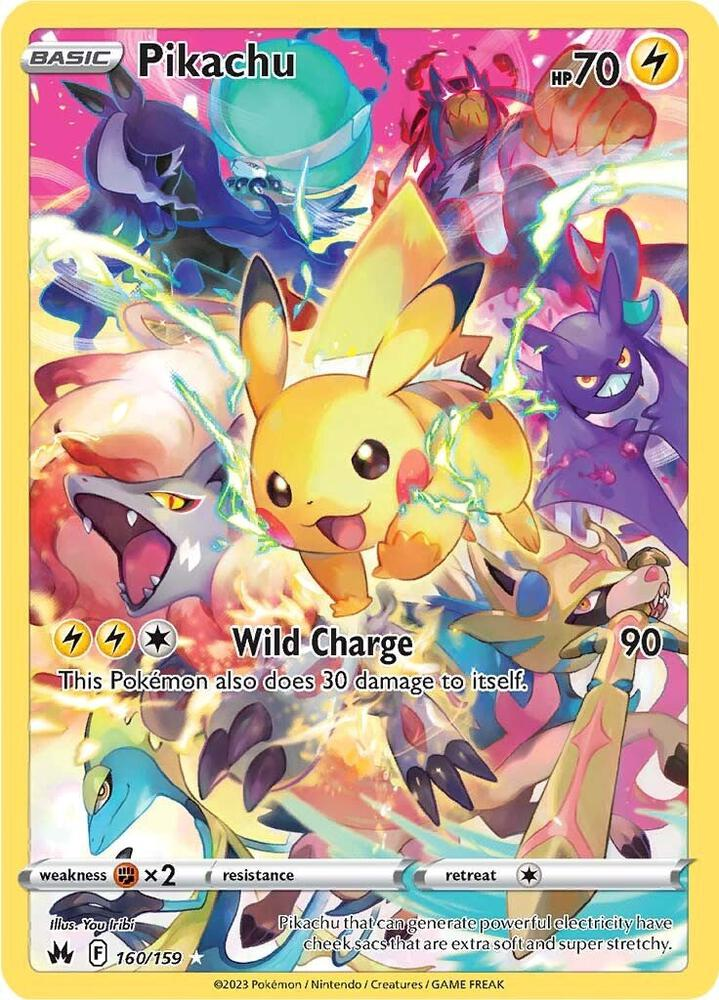 BASIC
Pikachu
HP 70
Wild Charge 90
This Pokémon also does 30 damage to itself.
weakness ×2 resistance retreat
illus. You Iribi
Pikachu that can generate powerful electricity have
cheek sacs that are extra soft and super stretchy.
F 160/159
©2023 Pokémon / Nintendo / Creatures / GAME FREAK